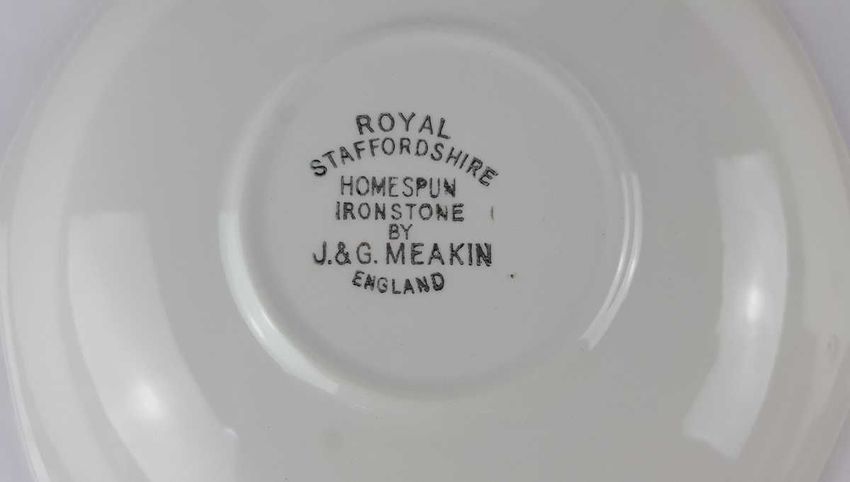 ROYAL
STAFFORDSHIRE
HOMESPUN
IRONSTONE
BY
J.&G. MEAKIN
ENGLAND